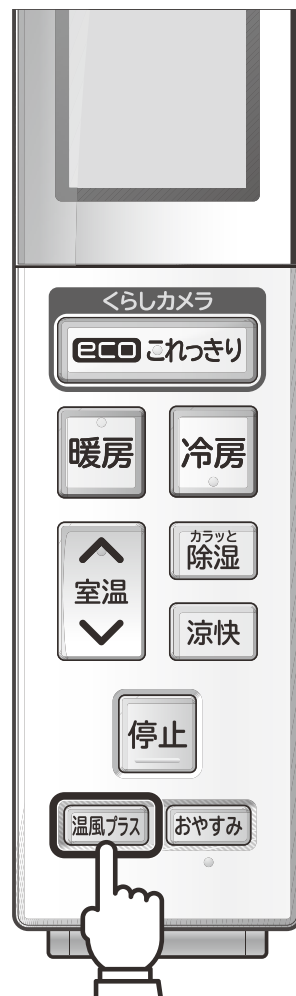 くらしカメラ
eco これっきり
暖房 冷房
室温
カラッと
除湿
涼快
停止
温風プラス おやすみ